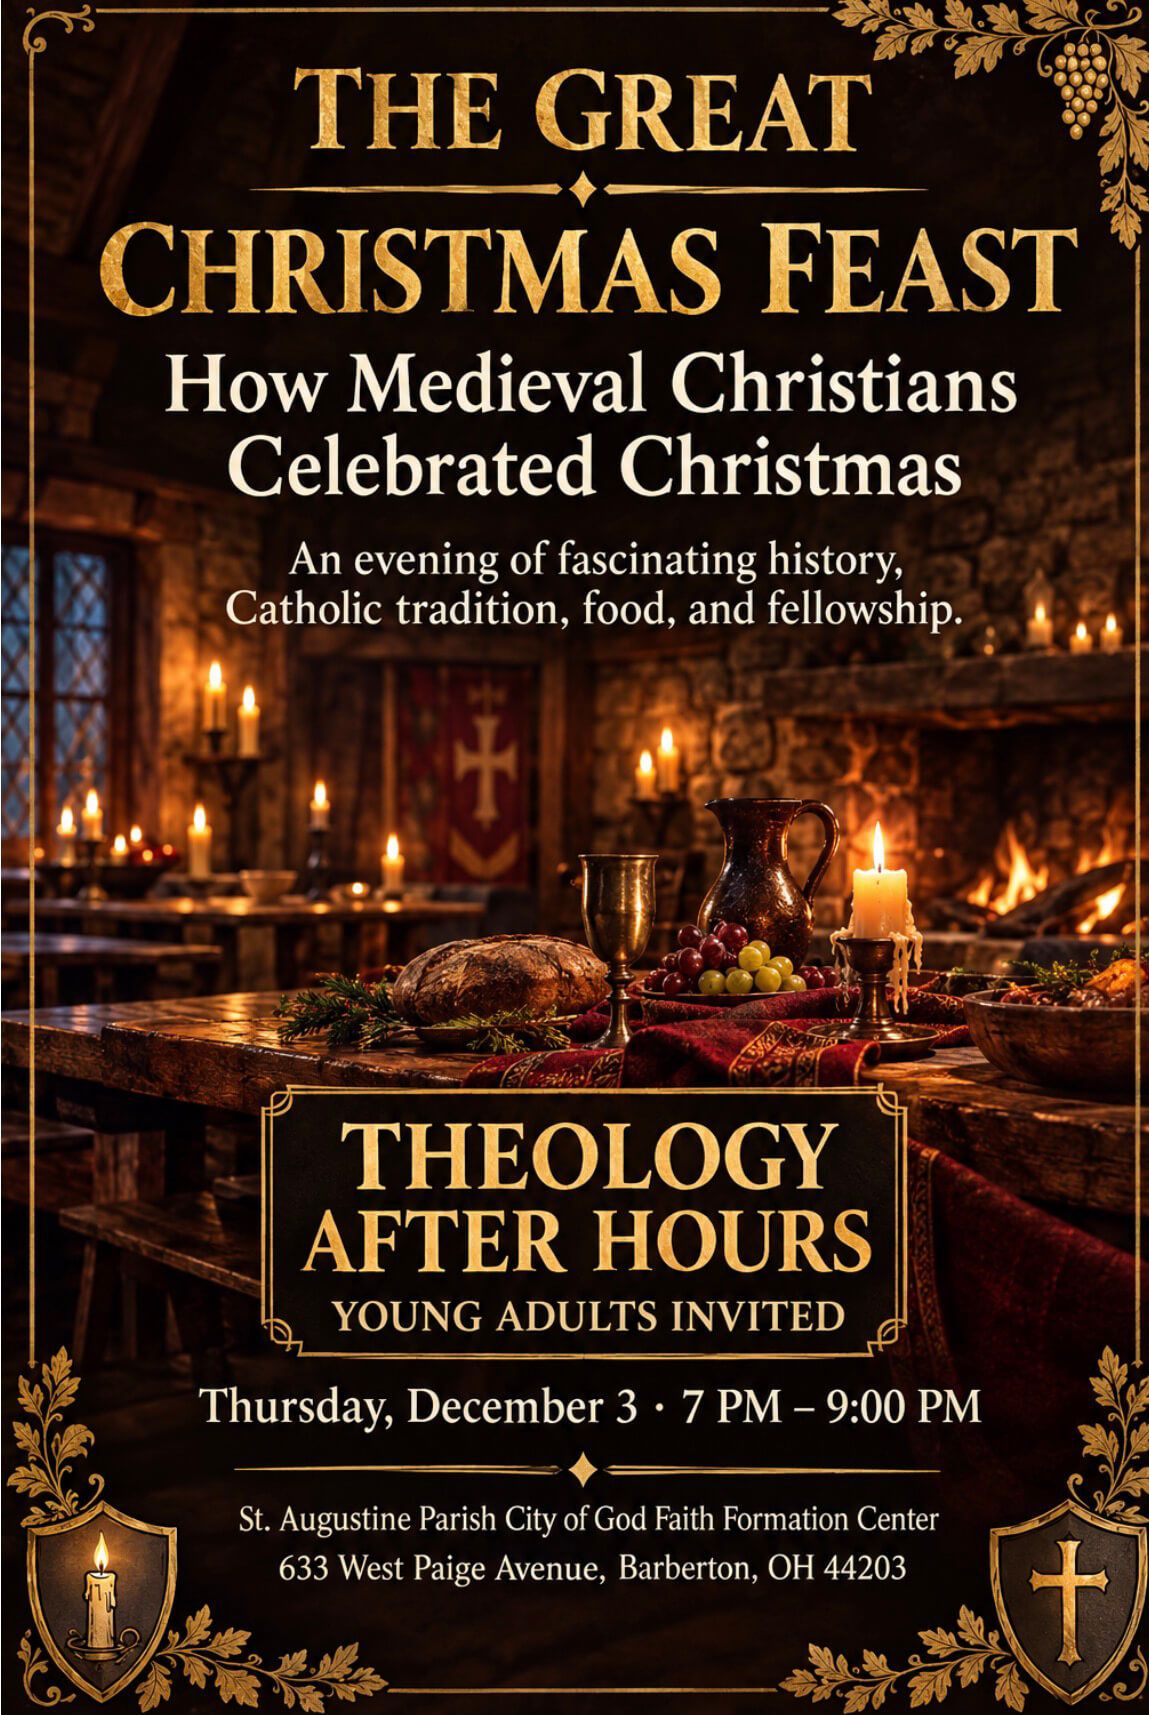 THE GREAT
CHRISTMAS FEAST
How Medieval Christians
Celebrated Christmas
An evening of fascinating history,
Catholic tradition, food, and fellowship.
THEOLOGY
AFTER HOURS
YOUNG ADULTS INVITED
Thursday, December 3 · 7 PM – 9:00 PM
St. Augustine Parish City of God Faith Formation Center
633 West Paige Avenue, Barberton, OH 44203